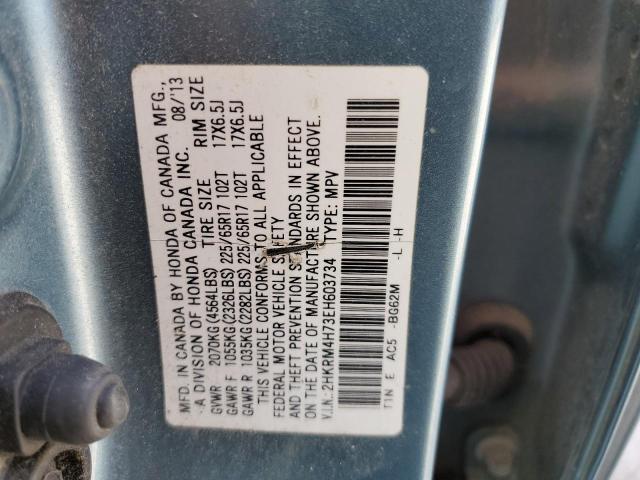 MFD. IN CANADA BY HONDA OF CANADA MFG.,
A DIVISION OF HONDA CANADA INC. 08/13
TIRE SIZE RIM SIZE
GVWR 2070KG(4564LBS)
GAWR F 1055KG(2326LBS) 225/65R17 102T 17X6.5J
GAWR R 1035KG(2282LBS) 225/65R17 102T 17X6.5J
THIS VEHICLE CONFORMS TO ALL APPLICABLE
FEDERAL MOTOR VEHICLE SAFETY
AND THEFT PREVENTION STANDARDS IN EFFECT
ON THE DATE OF MANUFACTURE SHOWN ABOVE.
V.I.N.: 2HKRM4H73EH603734 TYPE: MPV
TIN E AC5 -BG62M -L -H